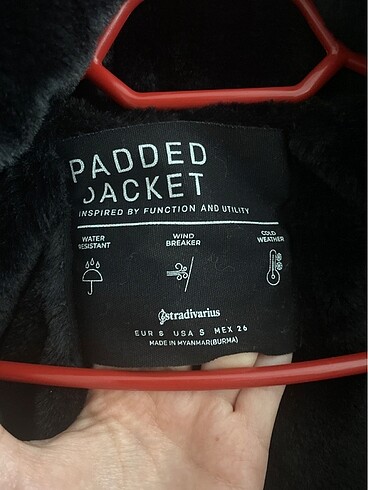 PADDED
JACKET
INSPIRED BY FUNCTION AND UTILITY
WATER
RESISTANT
WIND
BREAKER
COLD
WEATHER
stradivarius
EUR S USA S MEX 26
MADE IN MYANMAR(BURMA)